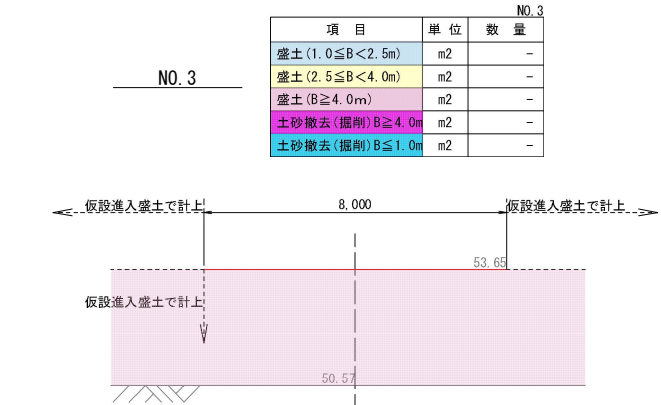 NO.3
NO.3
項 目 単 位 数 量
盛土(1.0≦B<2.5m) m2 -
盛土(2.5≦B<4.0m) m2 -
盛土(B≧4.0m) m2 -
土砂撤去(掘削)B≧4.0m m2 -
土砂撤去(掘削)B≦1.0m m2 -
仮設進入盛土で計上 8,000 仮設進入盛土で計上
53.65
仮設進入盛土で計上
50.57